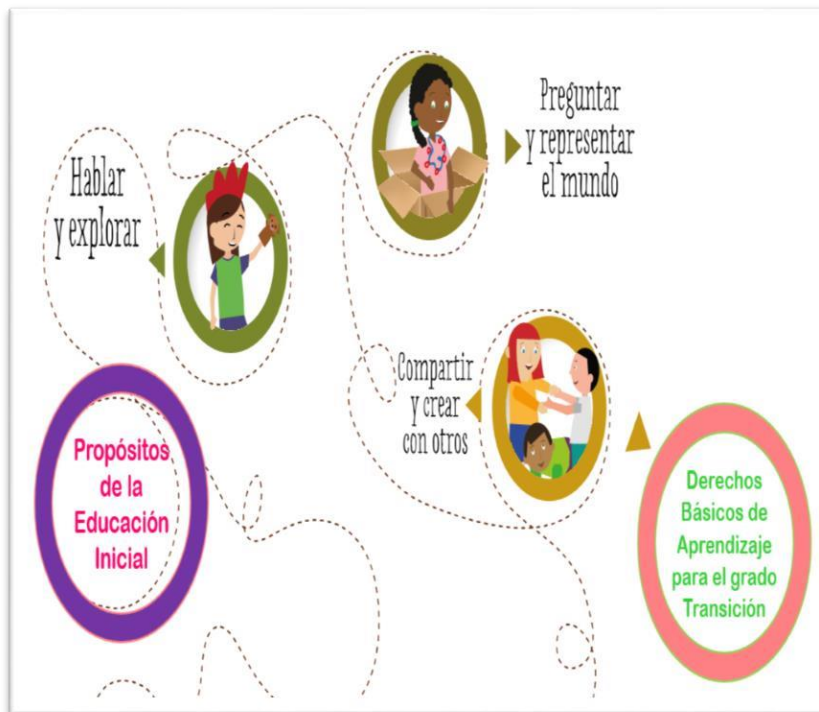 Preguntar
y representar
el mundo
Hablar
y explorar
Compartir
y crear
con otros
Propósitos
de la
Educación
Inicial
Derechos
Básicos de
Aprendizaje
para el grado
Transición